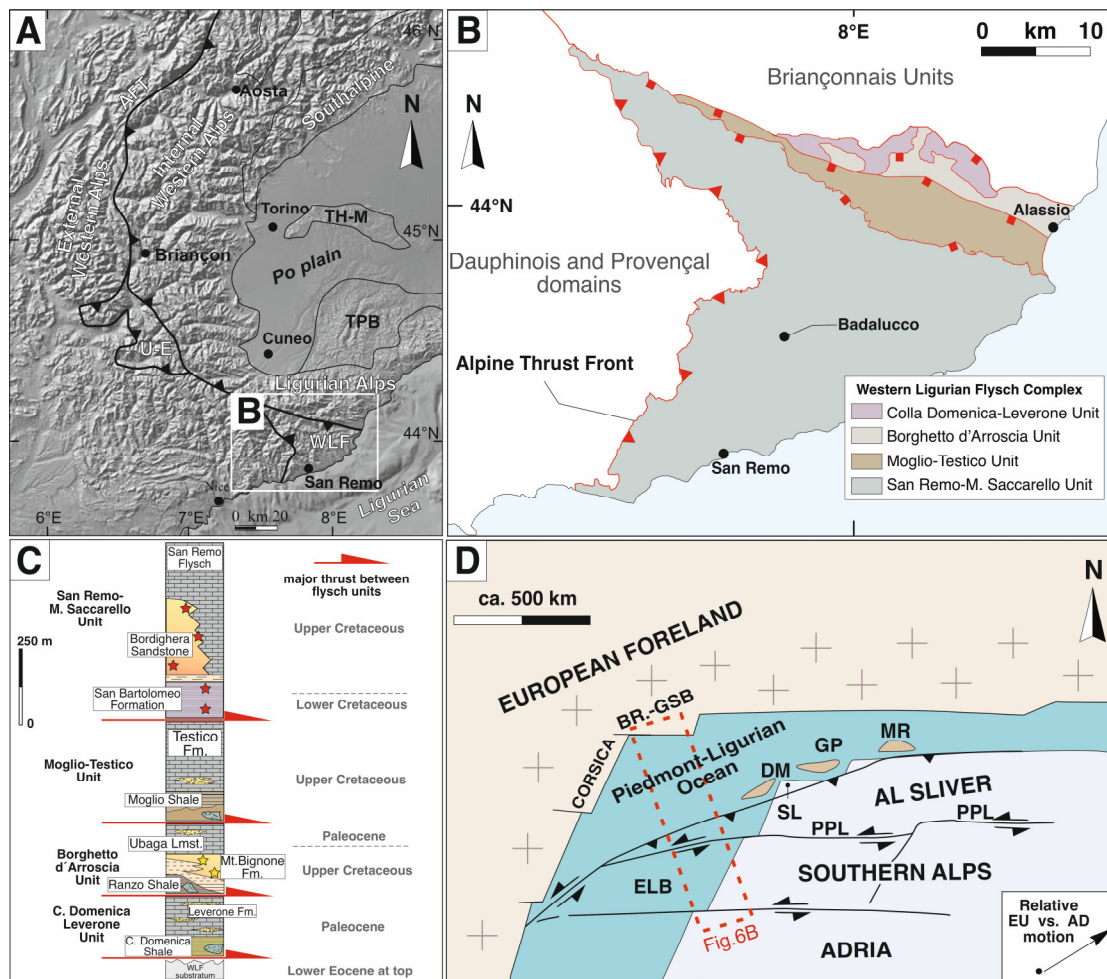 A
46°N
AFT
Aosta
Southalpine
N
Internal
Western Alps
External
Western Alps
Torino
TH-M
45°N
Briançon
Po plain
TPB
Cuneo
U-E
Ligurian Alps
B
44°N
WLF
San Remo
Nice
Ligurian
Sea
0 km 20
6°E
7°E
8°E
B
8°E
0 km 10
Briançonnais Units
N
44°N
Alassio
Dauphinois and Provençal
domains
Badalucco
Alpine Thrust Front
San Remo
Western Ligurian Flysch Complex
Colla Domenica-Leverone Unit
Borghetto d'Arroscia Unit
Moglio-Testico Unit
San Remo-M. Saccarello Unit
C
San Remo
Flysch
major thrust between
flysch units
San Remo-
M. Saccarello
Unit
Upper Cretaceous
250 m
0
Bordighera
Sandstone
San Bartolomeo
Formation
Lower Cretaceous
Testico
Fm.
Moglio-Testico
Unit
Upper Cretaceous
Moglio Shale
Paleocene
Ubaga Lmst.
Borghetto
d´Arroscia
Unit
Mt.Bignone
Fm.
Upper Cretaceous
Ranzo Shale
C. Domenica
Leverone
Unit
Leverone Fm.
Paleocene
C. Domenica
Shale
WLF
substratum
Lower Eocene at top
D
ca. 500 km
N
EUROPEAN FORELAND
BR.-GSB
CORSICA
Piedmont-Ligurian
Ocean
MR
GP
DM
SL
AL SLIVER
PPL
PPL
ELB
SOUTHERN ALPS
Fig.6B
ADRIA
Relative
EU vs. AD
motion